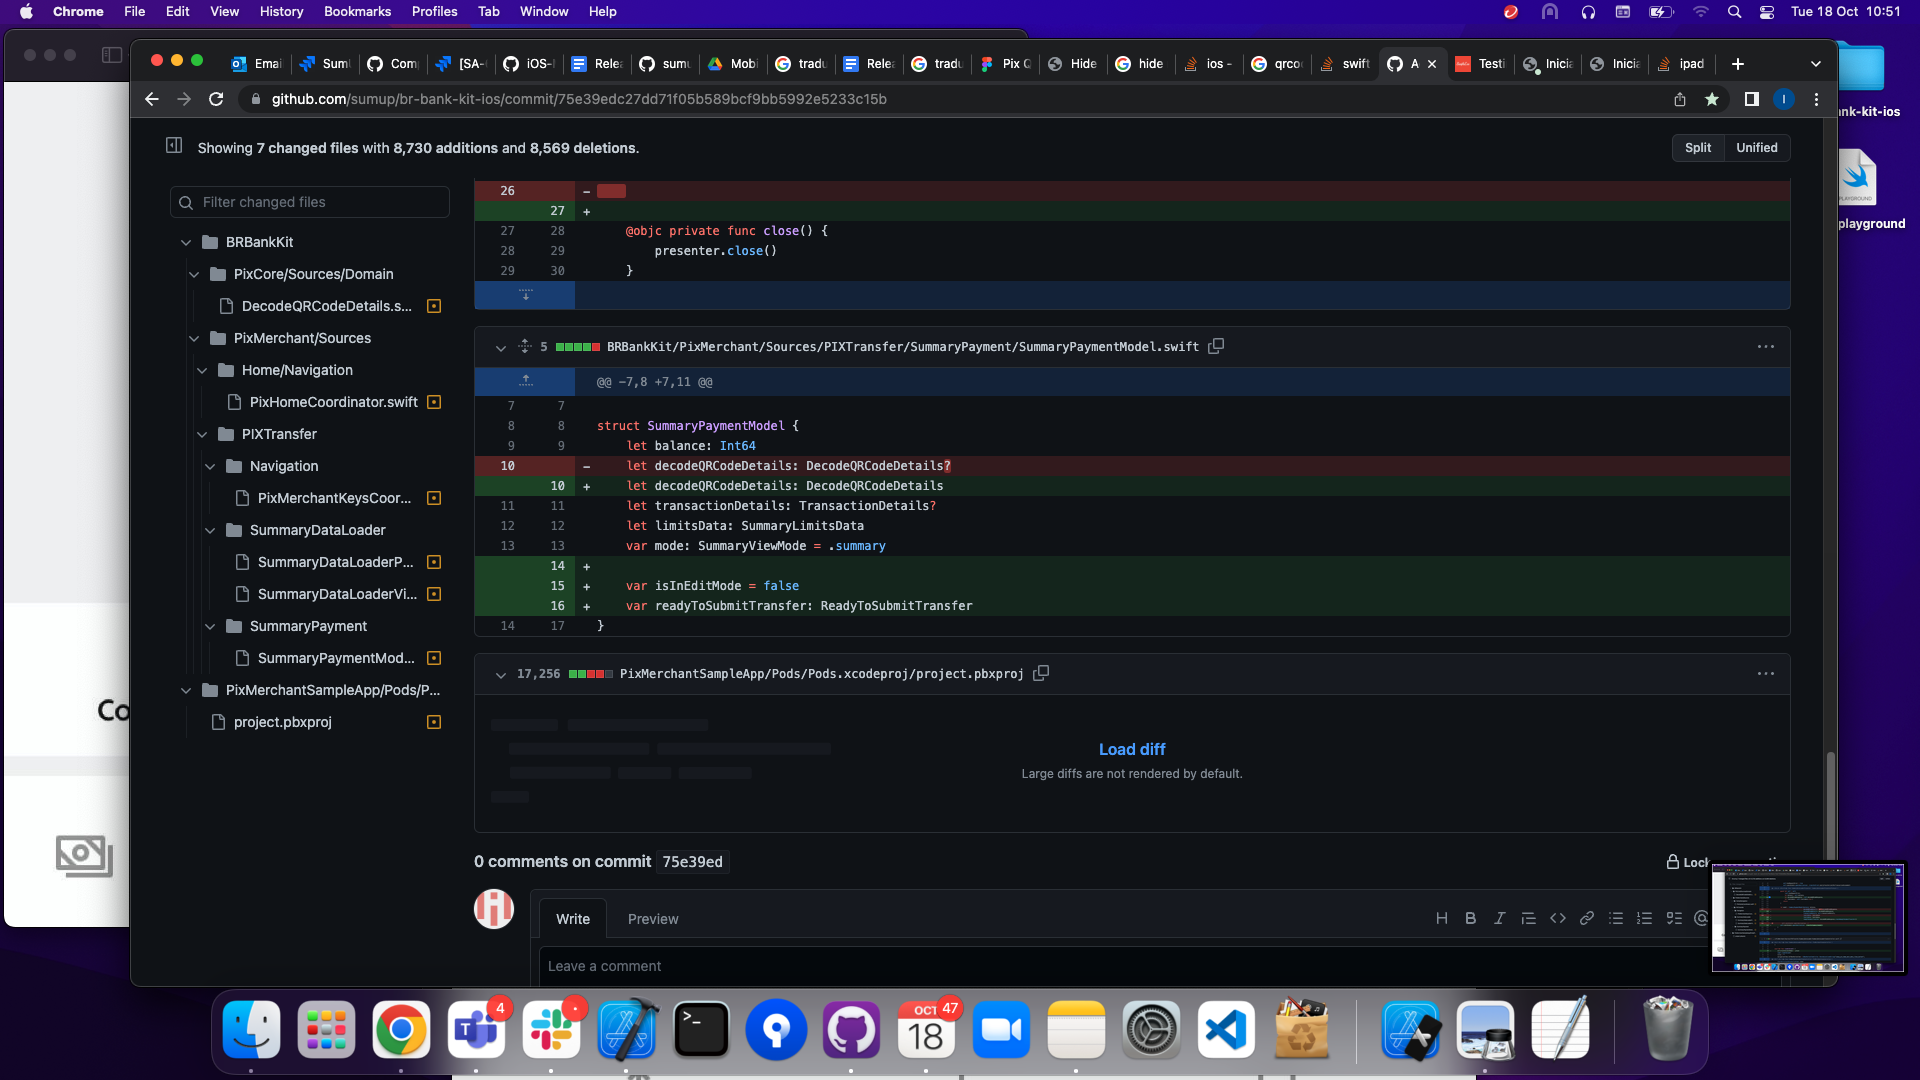 Chrome File Edit View History Bookmarks Profiles Tab Window Help
Tue 18 Oct 10:51
Emai Sum [SA- iOS- Rele sumu Mobi tradu Rele tradu Pix Q Hide hide ios - qrco swift A Testi Inicia Inicia ipad
github.com/sumup/br-bank-kit-ios/commit/75e39edc27dd71f05b589bcf9bb5992e5233c15b
I
nk-kit-ios
PLAYGROUND
playground
Showing 7 changed files with 8,730 additions and 8,569 deletions.
Split Unified
Filter changed files
BRBankKit
PixCore/Sources/Domain
DecodeQRCodeDetails.s...
PixMerchant/Sources
Home/Navigation
PixHomeCoordinator.swift
PIXTransfer
Navigation
PixMerchantKeysCoor...
SummaryDataLoader
SummaryDataLoaderP...
SummaryDataLoaderVi...
SummaryPayment
SummaryPaymentMod...
PixMerchantSampleApp/Pods/P...
project.pbxproj
26 -
27 +
27 28 @objc private func close() {
28 29 presenter.close()
29 30 }
5 BRBankKit/PixMerchant/Sources/PIXTransfer/SummaryPayment/SummaryPaymentModel.swift
@@ -7,8 +7,11 @@
7 7
8 8 struct SummaryPaymentModel {
9 9 let balance: Int64
10 - let decodeQRCodeDetails: DecodeQRCodeDetails?
10 + let decodeQRCodeDetails: DecodeQRCodeDetails
11 11 let transactionDetails: TransactionDetails?
12 12 let limitsData: SummaryLimitsData
13 13 var mode: SummaryViewMode = .summary
14 +
15 + var isInEditMode = false
16 + var readyToSubmitTransfer: ReadyToSubmitTransfer
14 17 }
17,256 PixMerchantSampleApp/Pods/Pods.xcodeproj/project.pbxproj
Load diff
Large diffs are not rendered by default.
0 comments on commit 75e39ed
Lock
Write Preview
Leave a comment
Co
4
OCT 47
18